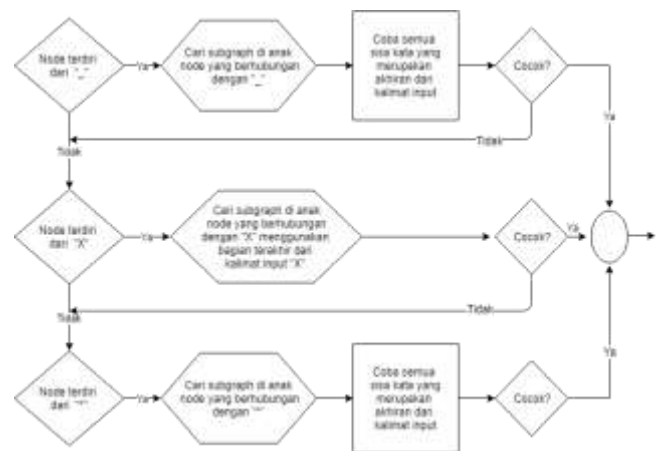 Node terdiri
dari "_"
Ya
Cari subgraph di anak
node yang berhubungan
dengan "_"
Coba semua
sisa kata yang
merupakan
akhiran dari
kalimat input
Cocok?
Ya
Tidak
Tidak
Node terdiri
dari "X"
Ya
Cari subgraph di anak
node yang berhubungan
dengan "X" menggunakan
bagian terakhir dari
kalimat input "X"
Cocok?
Ya
Tidak
Tidak
Node terdiri
dari "*"
Ya
Cari subgraph di anak
node yang berhubungan
dengan "*"
Coba semua
sisa kata yang
merupakan
akhiran dari
kalimat input
Cocok?
Ya